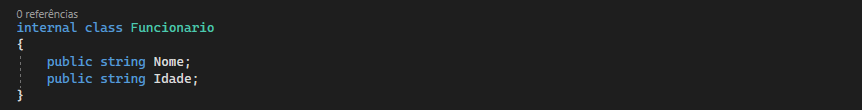 0 referências
internal class Funcionario
{
    public string Nome;
    public string Idade;
}